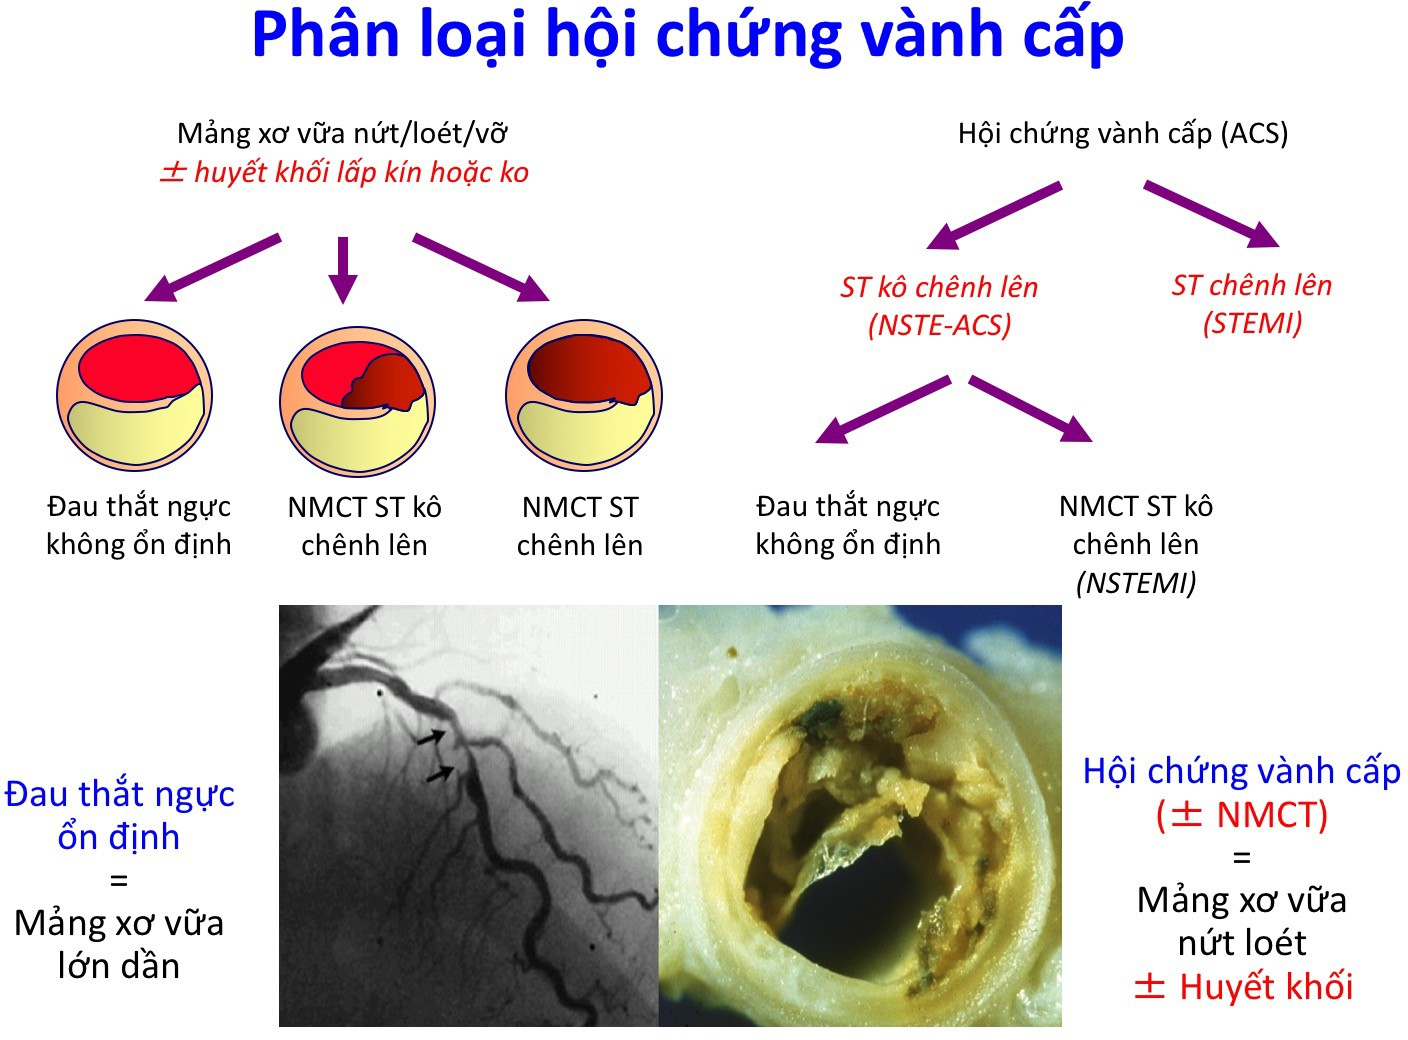 Phân loại hội chứng vành cấp
Mảng xơ vữa nứt/loét/vỡ
± huyết khối lấp kín hoặc ko
Đau thắt ngực
không ổn định
NMCT ST kô
chênh lên
NMCT ST
chênh lên
Hội chứng vành cấp (ACS)
ST kô chênh lên
(NSTE-ACS)
ST chênh lên
(STEMI)
Đau thắt ngực
không ổn định
NMCT ST kô
chênh lên
(NSTEMI)
Đau thắt ngực
ổn định
=
Mảng xơ vữa
lớn dần
Hội chứng vành cấp
(± NMCT)
=
Mảng xơ vữa
nứt loét
± Huyết khối